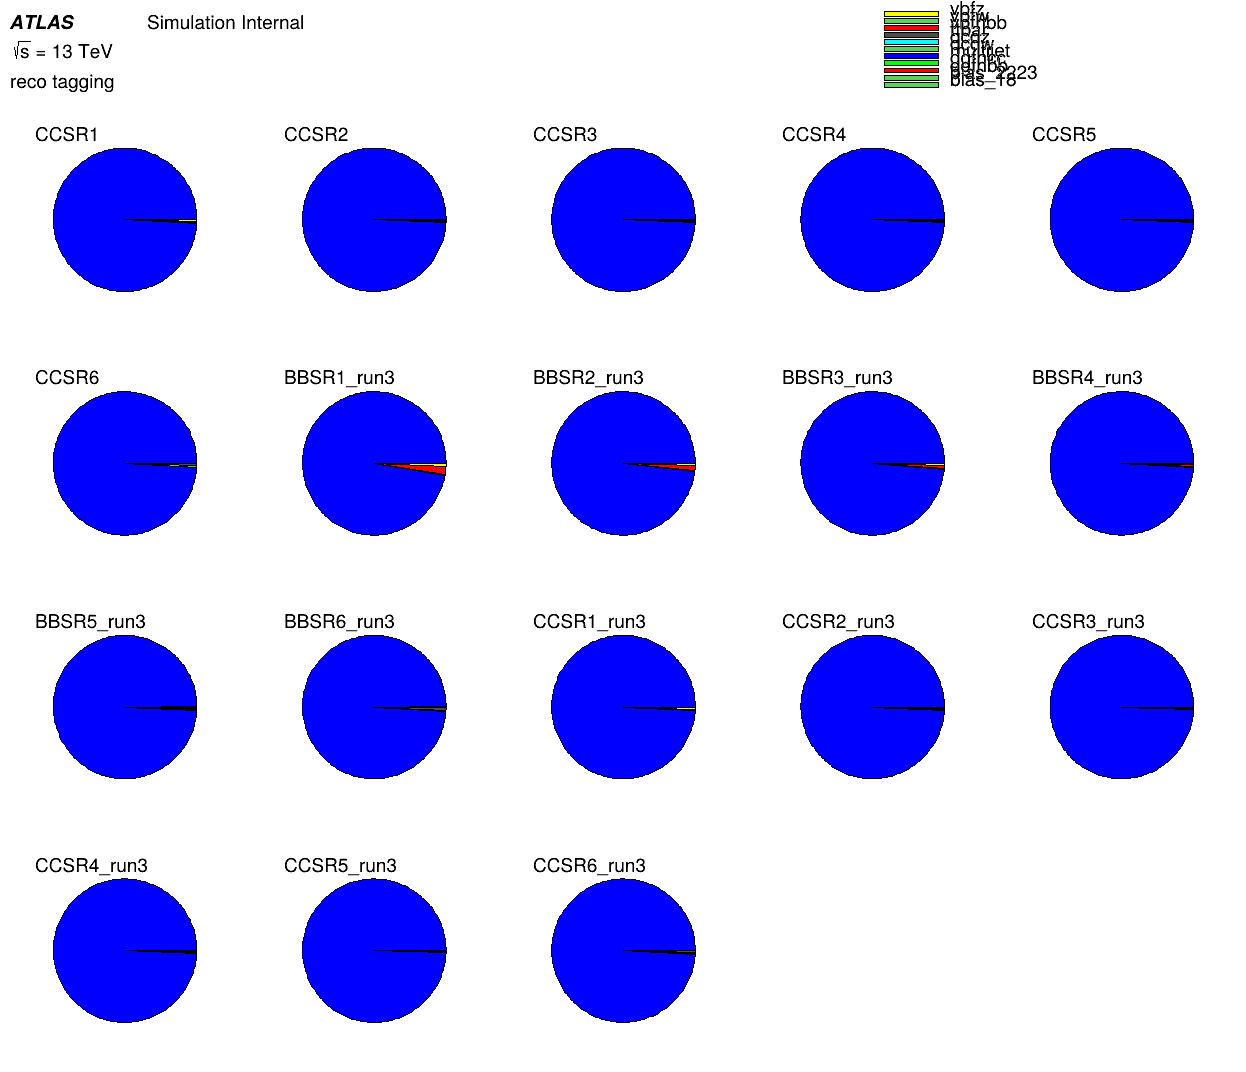 ATLAS Simulation Internal
√s = 13 TeV
reco tagging
vbfz
multijet
bias_18
CCSR1 CCSR2 CCSR3 CCSR4 CCSR5
CCSR6 BBSR1_run3 BBSR2_run3 BBSR3_run3 BBSR4_run3
BBSR5_run3 BBSR6_run3 CCSR1_run3 CCSR2_run3 CCSR3_run3
CCSR4_run3 CCSR5_run3 CCSR6_run3